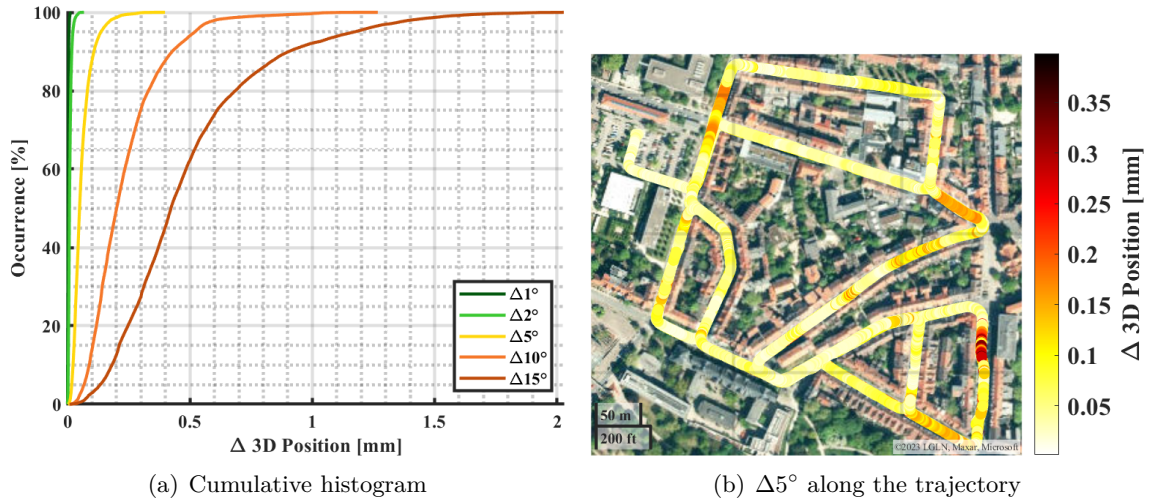 100
80
60
40
20
0
Occurrence [%]
0
0.5
1
1.5
2
Δ 3D Position [mm]
Δ1°
Δ2°
Δ5°
Δ10°
Δ15°
(a) Cumulative histogram
50 m
200 ft
©2023 LGLN, Maxar, Microsoft
0.35
0.3
0.25
0.2
0.15
0.1
0.05
Δ 3D Position [mm]
(b) Δ5° along the trajectory